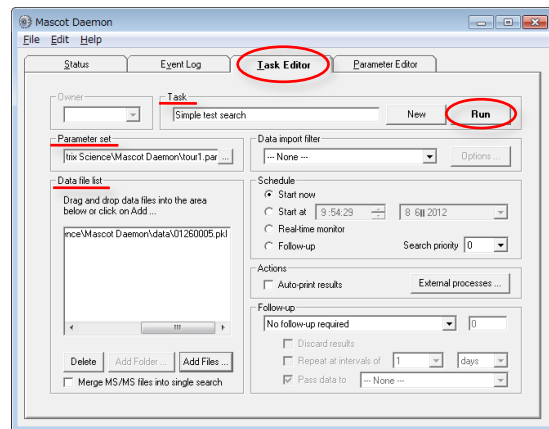 Mascot Daemon
File Edit Help
Status Event Log Task Editor Parameter Editor
Owner Task
Simple test search New Run
Parameter set Data import filter
trix Science\Mascot Daemon\tour1.par ... --- None --- Options ...
Data file list Schedule
Drag and drop data files into the area
below or click on Add ...
Start now
Start at 9:54:29 8 6월 2012
Real-time monitor
Follow-up Search priority 0
nce\Mascot Daemon\data\01260005.pkl
Actions
Auto-print results External processes ...
Follow-up
No follow-up required 0
Discard results
Delete Add Folder ... Add Files ... Repeat at intervals of 1 days
Merge MS/MS files into single search Pass data to --- None ---